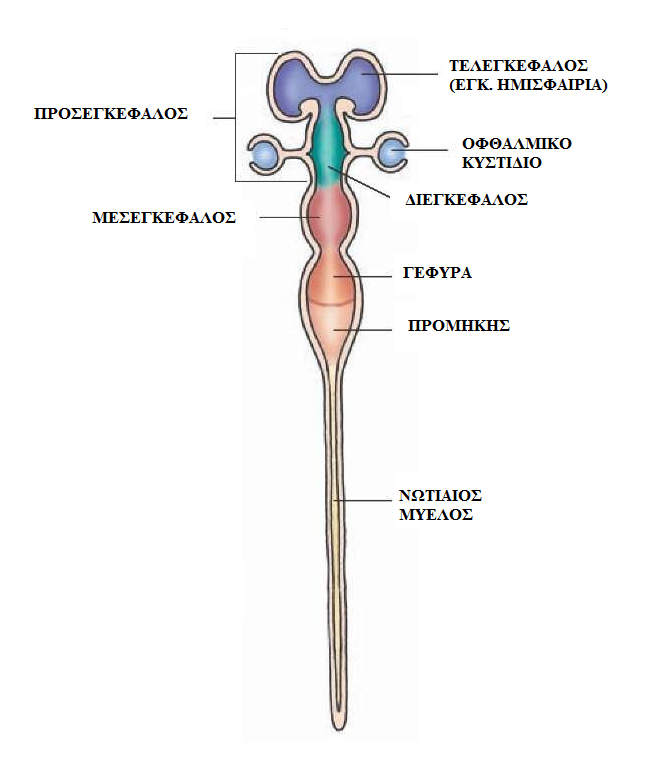 ΤΕΛΕΓΚΕΦΑΛΟΣ
(ΕΓΚ. ΗΜΙΣΦΑΙΡΙΑ)
ΠΡΟΣΕΓΚΕΦΑΛΟΣ
ΟΦΘΑΛΜΙΚΟ
ΚΥΣΤΙΔΙΟ
ΔΙΕΓΚΕΦΑΛΟΣ
ΜΕΣΕΓΚΕΦΑΛΟΣ
ΓΕΦΥΡΑ
ΠΡΟΜΗΚΗΣ
ΝΩΤΙΑΙΟΣ
ΜΥΕΛΟΣ